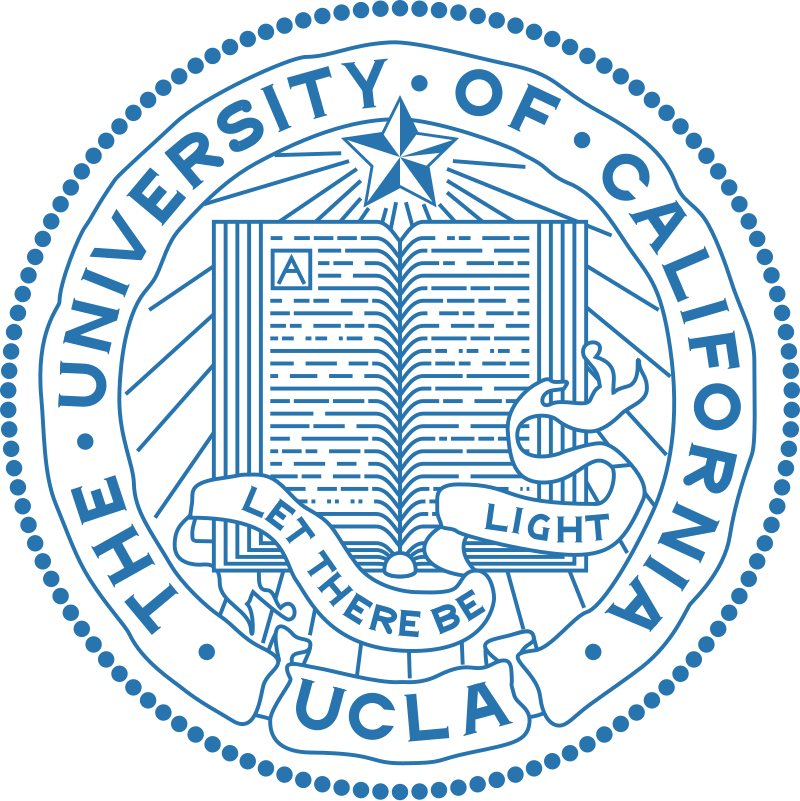 THE · UNIVERSITY · OF · CALIFORNIA
A
LET THERE BE
LIGHT
UCLA